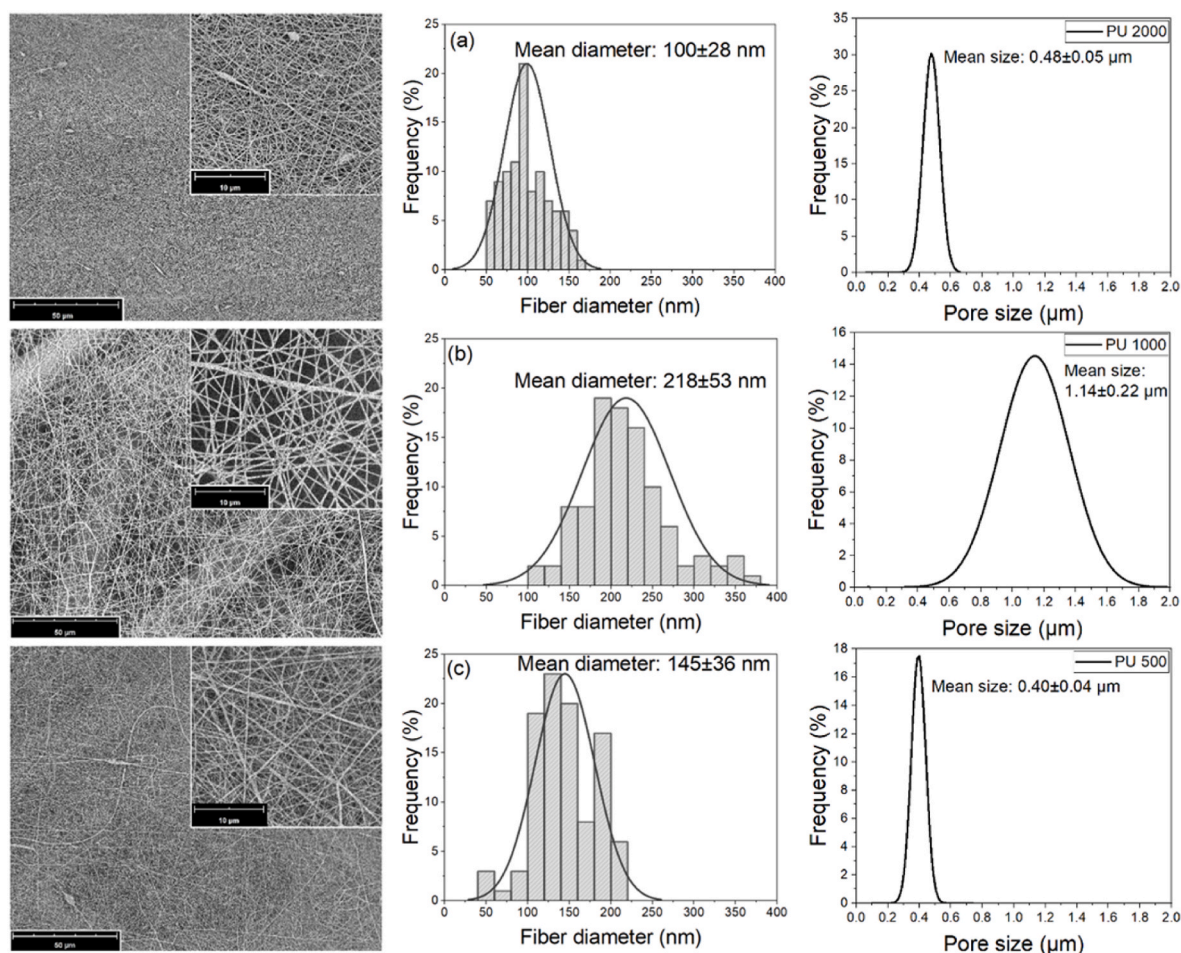 50 µm
10 µm
(a)
Mean diameter: 100±28 nm
Frequency (%)
25
20
15
10
5
0
0 50 100 150 200 250 300 350 400
Fiber diameter (nm)
PU 2000
Mean size: 0.48±0.05 µm
Frequency (%)
35
30
25
20
15
10
5
0
0.0 0.2 0.4 0.6 0.8 1.0 1.2 1.4 1.6 1.8 2.0
Pore size (µm)
50 µm
10 µm
(b)
Mean diameter: 218±53 nm
Frequency (%)
25
20
15
10
5
0
0 50 100 150 200 250 300 350 400
Fiber diameter (nm)
PU 1000
Mean size:
1.14±0.22 µm
Frequency (%)
16
14
12
10
8
6
4
2
0
0.0 0.2 0.4 0.6 0.8 1.0 1.2 1.4 1.6 1.8 2.0
Pore size (µm)
50 µm
10 µm
(c)
Mean diameter: 145±36 nm
Frequency (%)
25
20
15
10
5
0
0 50 100 150 200 250 300 350 400
Fiber diameter (nm)
PU 500
Mean size: 0.40±0.04 µm
Frequency (%)
18
16
14
12
10
8
6
4
2
0
0.0 0.2 0.4 0.6 0.8 1.0 1.2 1.4 1.6 1.8 2.0
Pore size (µm)